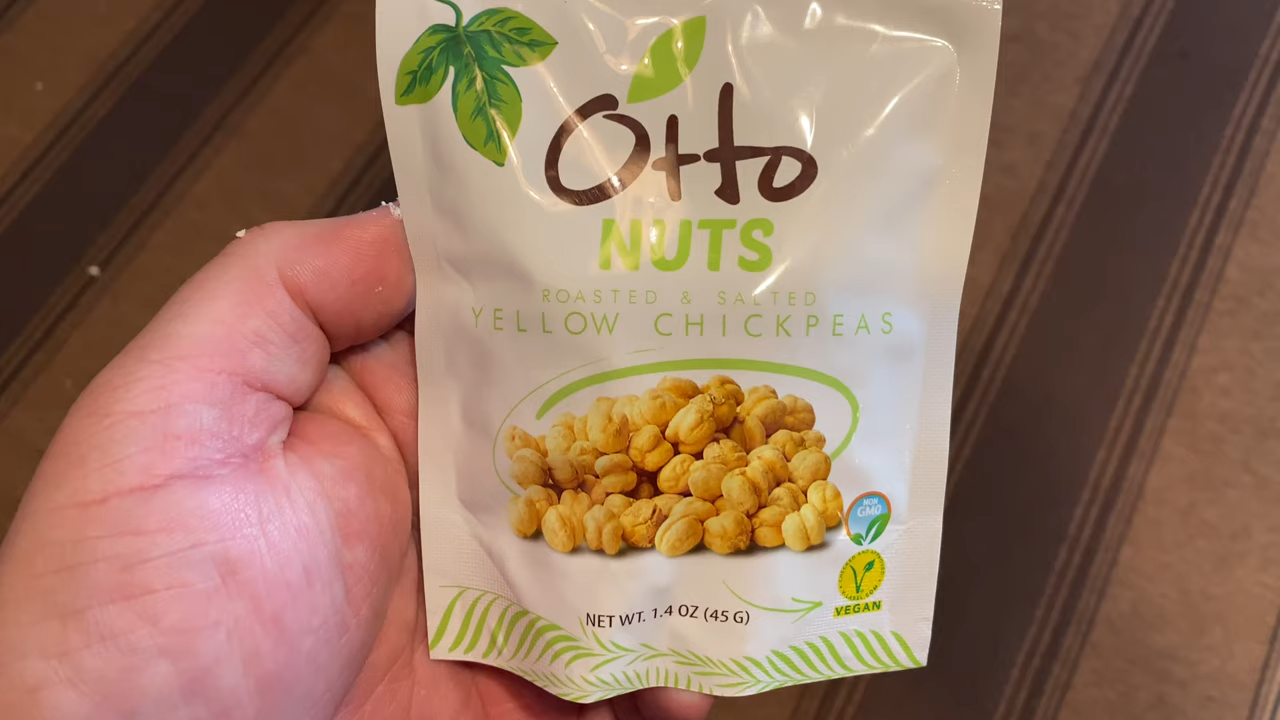 Otto
NUTS
ROASTED & SALTED
YELLOW CHICKPEAS
NON
GMO
VEGAN
NET WT. 1.4 OZ (45 G)